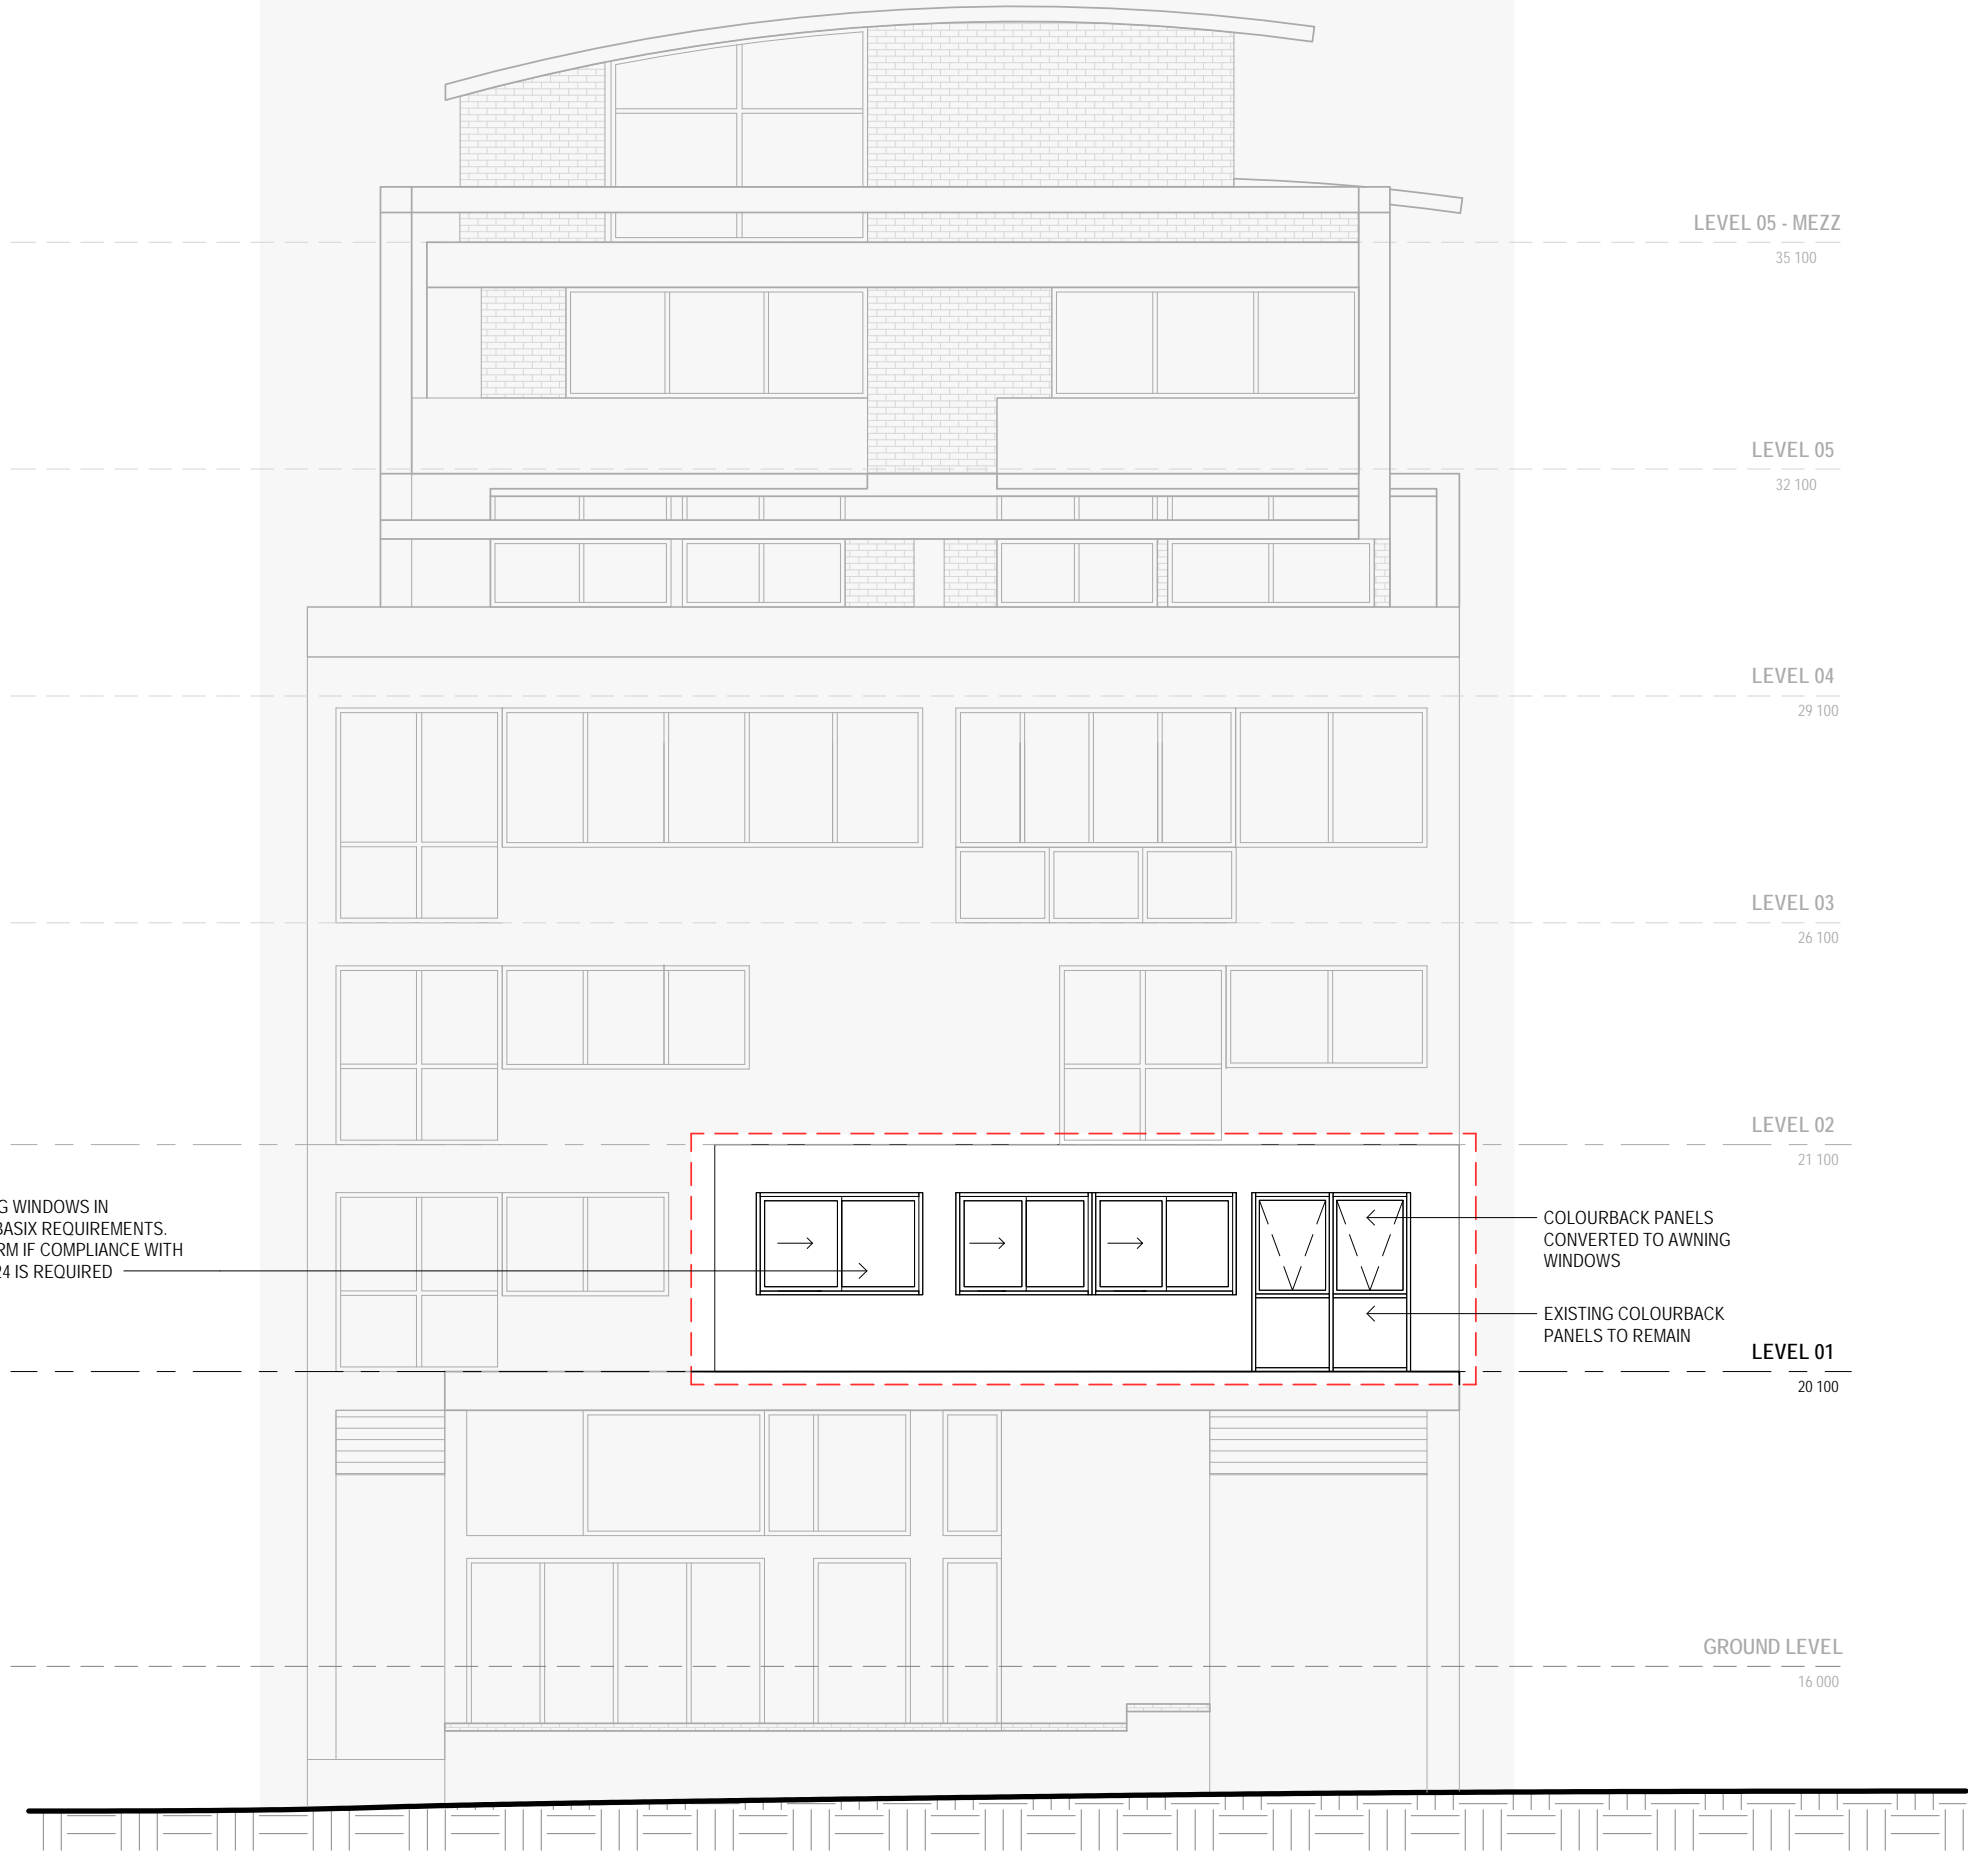 LEVEL 05 - MEZZ
35 100
LEVEL 05
32 100
LEVEL 04
29 100
LEVEL 03
26 100
LEVEL 02
21 100
WINDOWS IN
BASIX REQUIREMENTS.
IF COMPLIANCE WITH
IS REQUIRED
COLOURBACK PANELS
CONVERTED TO AWNING
WINDOWS
EXISTING COLOURBACK
PANELS TO REMAIN
LEVEL 01
20 100
GROUND LEVEL
16 000